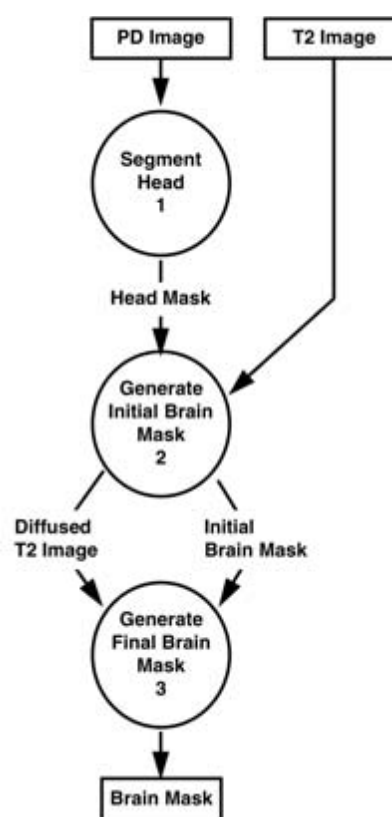 PD Image
T2 Image
Segment
Head
1
Head Mask
Generate
Initial Brain
Mask
2
Diffused
T2 Image
Initial
Brain Mask
Generate
Final Brain
Mask
3
Brain Mask